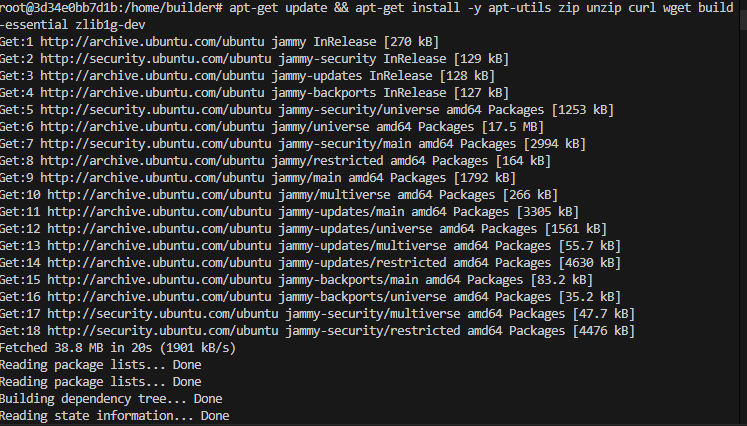 root@3d34e0bb7d1b:/home/builder# apt-get update && apt-get install -y apt-utils zip unzip curl wget build
-essential zlib1g-dev
Get:1 http://archive.ubuntu.com/ubuntu jammy InRelease [270 kB]
Get:2 http://security.ubuntu.com/ubuntu jammy-security InRelease [129 kB]
Get:3 http://archive.ubuntu.com/ubuntu jammy-updates InRelease [128 kB]
Get:4 http://archive.ubuntu.com/ubuntu jammy-backports InRelease [127 kB]
Get:5 http://security.ubuntu.com/ubuntu jammy-security/universe amd64 Packages [1253 kB]
Get:6 http://archive.ubuntu.com/ubuntu jammy/universe amd64 Packages [17.5 MB]
Get:7 http://security.ubuntu.com/ubuntu jammy-security/main amd64 Packages [2994 kB]
Get:8 http://archive.ubuntu.com/ubuntu jammy/restricted amd64 Packages [164 kB]
Get:9 http://archive.ubuntu.com/ubuntu jammy/main amd64 Packages [1792 kB]
Get:10 http://archive.ubuntu.com/ubuntu jammy/multiverse amd64 Packages [266 kB]
Get:11 http://archive.ubuntu.com/ubuntu jammy-updates/main amd64 Packages [3305 kB]
Get:12 http://archive.ubuntu.com/ubuntu jammy-updates/universe amd64 Packages [1561 kB]
Get:13 http://archive.ubuntu.com/ubuntu jammy-updates/multiverse amd64 Packages [55.7 kB]
Get:14 http://archive.ubuntu.com/ubuntu jammy-updates/restricted amd64 Packages [4630 kB]
Get:15 http://archive.ubuntu.com/ubuntu jammy-backports/main amd64 Packages [83.2 kB]
Get:16 http://archive.ubuntu.com/ubuntu jammy-backports/universe amd64 Packages [35.2 kB]
Get:17 http://security.ubuntu.com/ubuntu jammy-security/multiverse amd64 Packages [47.7 kB]
Get:18 http://security.ubuntu.com/ubuntu jammy-security/restricted amd64 Packages [4476 kB]
Fetched 38.8 MB in 20s (1901 kB/s)
Reading package lists... Done
Reading package lists... Done
Building dependency tree... Done
Reading state information... Done